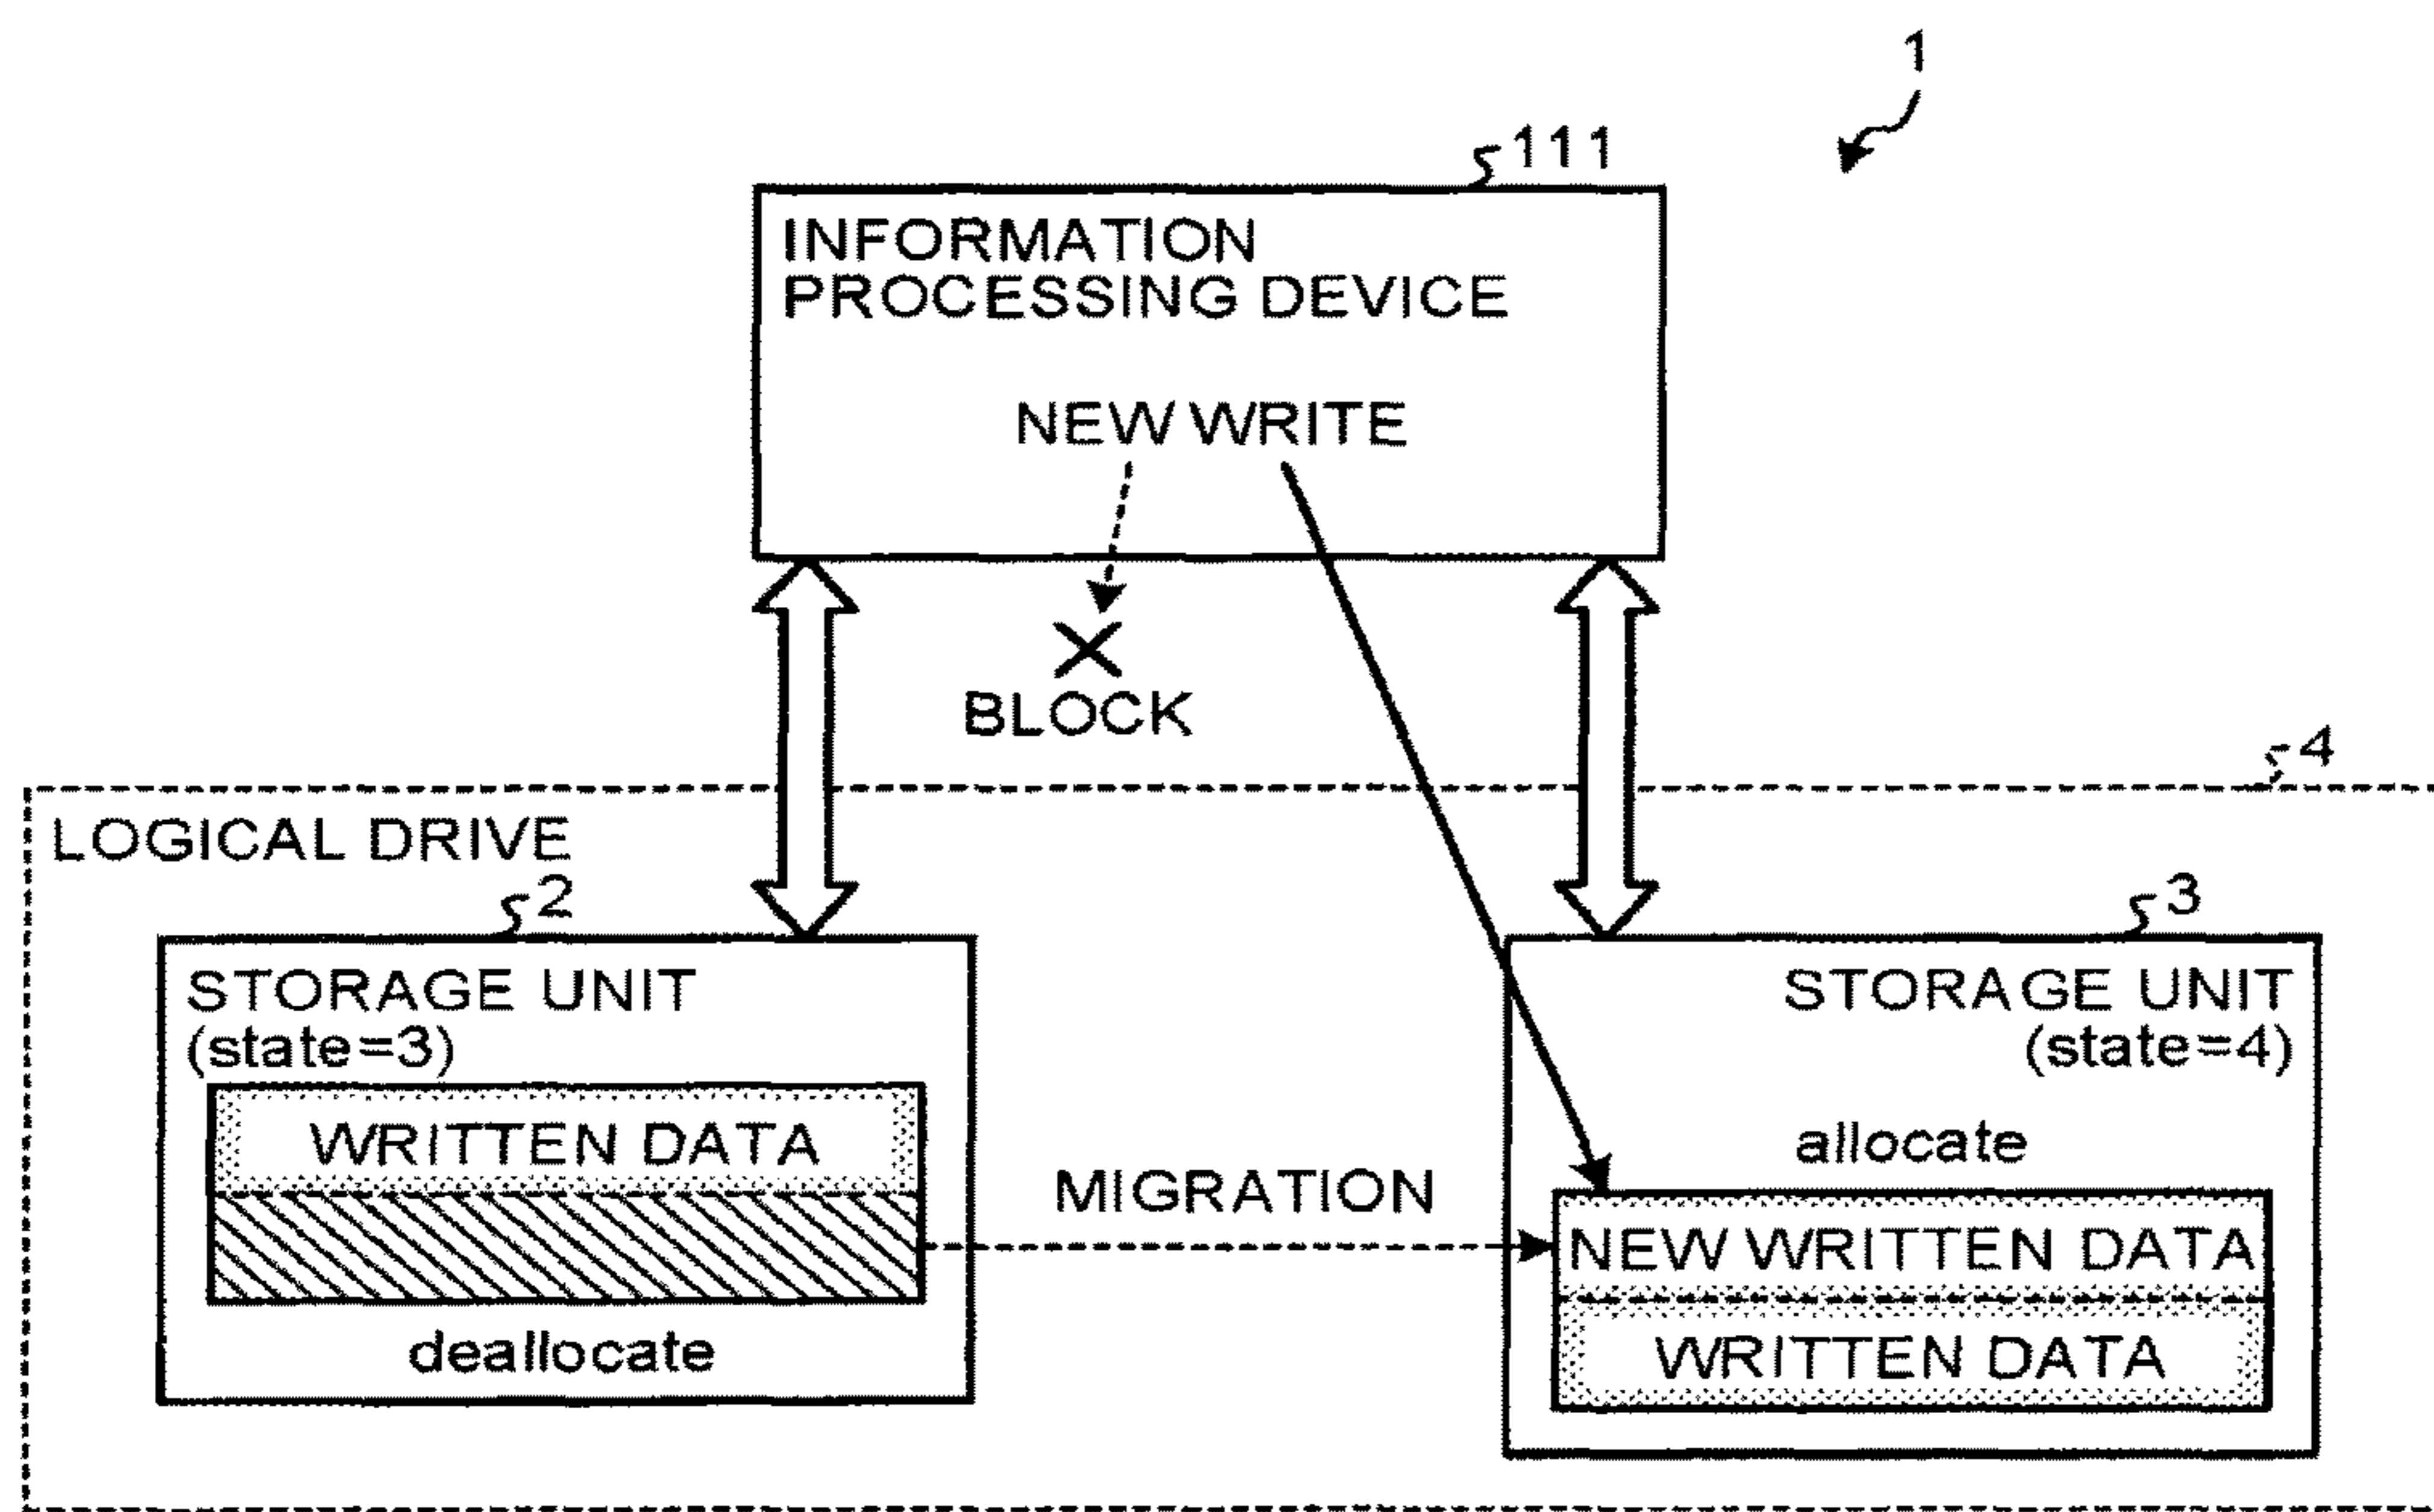 1
111
INFORMATION
PROCESSING DEVICE
NEW WRITE
BLOCK
4
LOGICAL DRIVE
2
3
STORAGE UNIT
(state=3)
STORAGE UNIT
(state=4)
WRITTEN DATA
allocate
MIGRATION
NEW WRITTEN DATA
deallocate
WRITTEN DATA